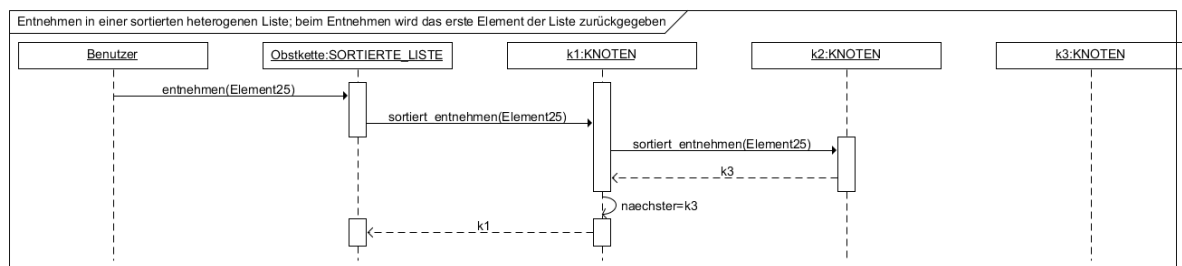 Entnehmen in einer sortierten heterogenen Liste; beim Entnehmen wird das erste Element der Liste zurückgegeben
Benutzer
Obstkette:SORTIERTE_LISTE
k1:KNOTEN
k2:KNOTEN
k3:KNOTEN
entnehmen(Element25)
sortiert_entnehmen(Element25)
sortiert_entnehmen(Element25)
k3
naechster=k3
k1